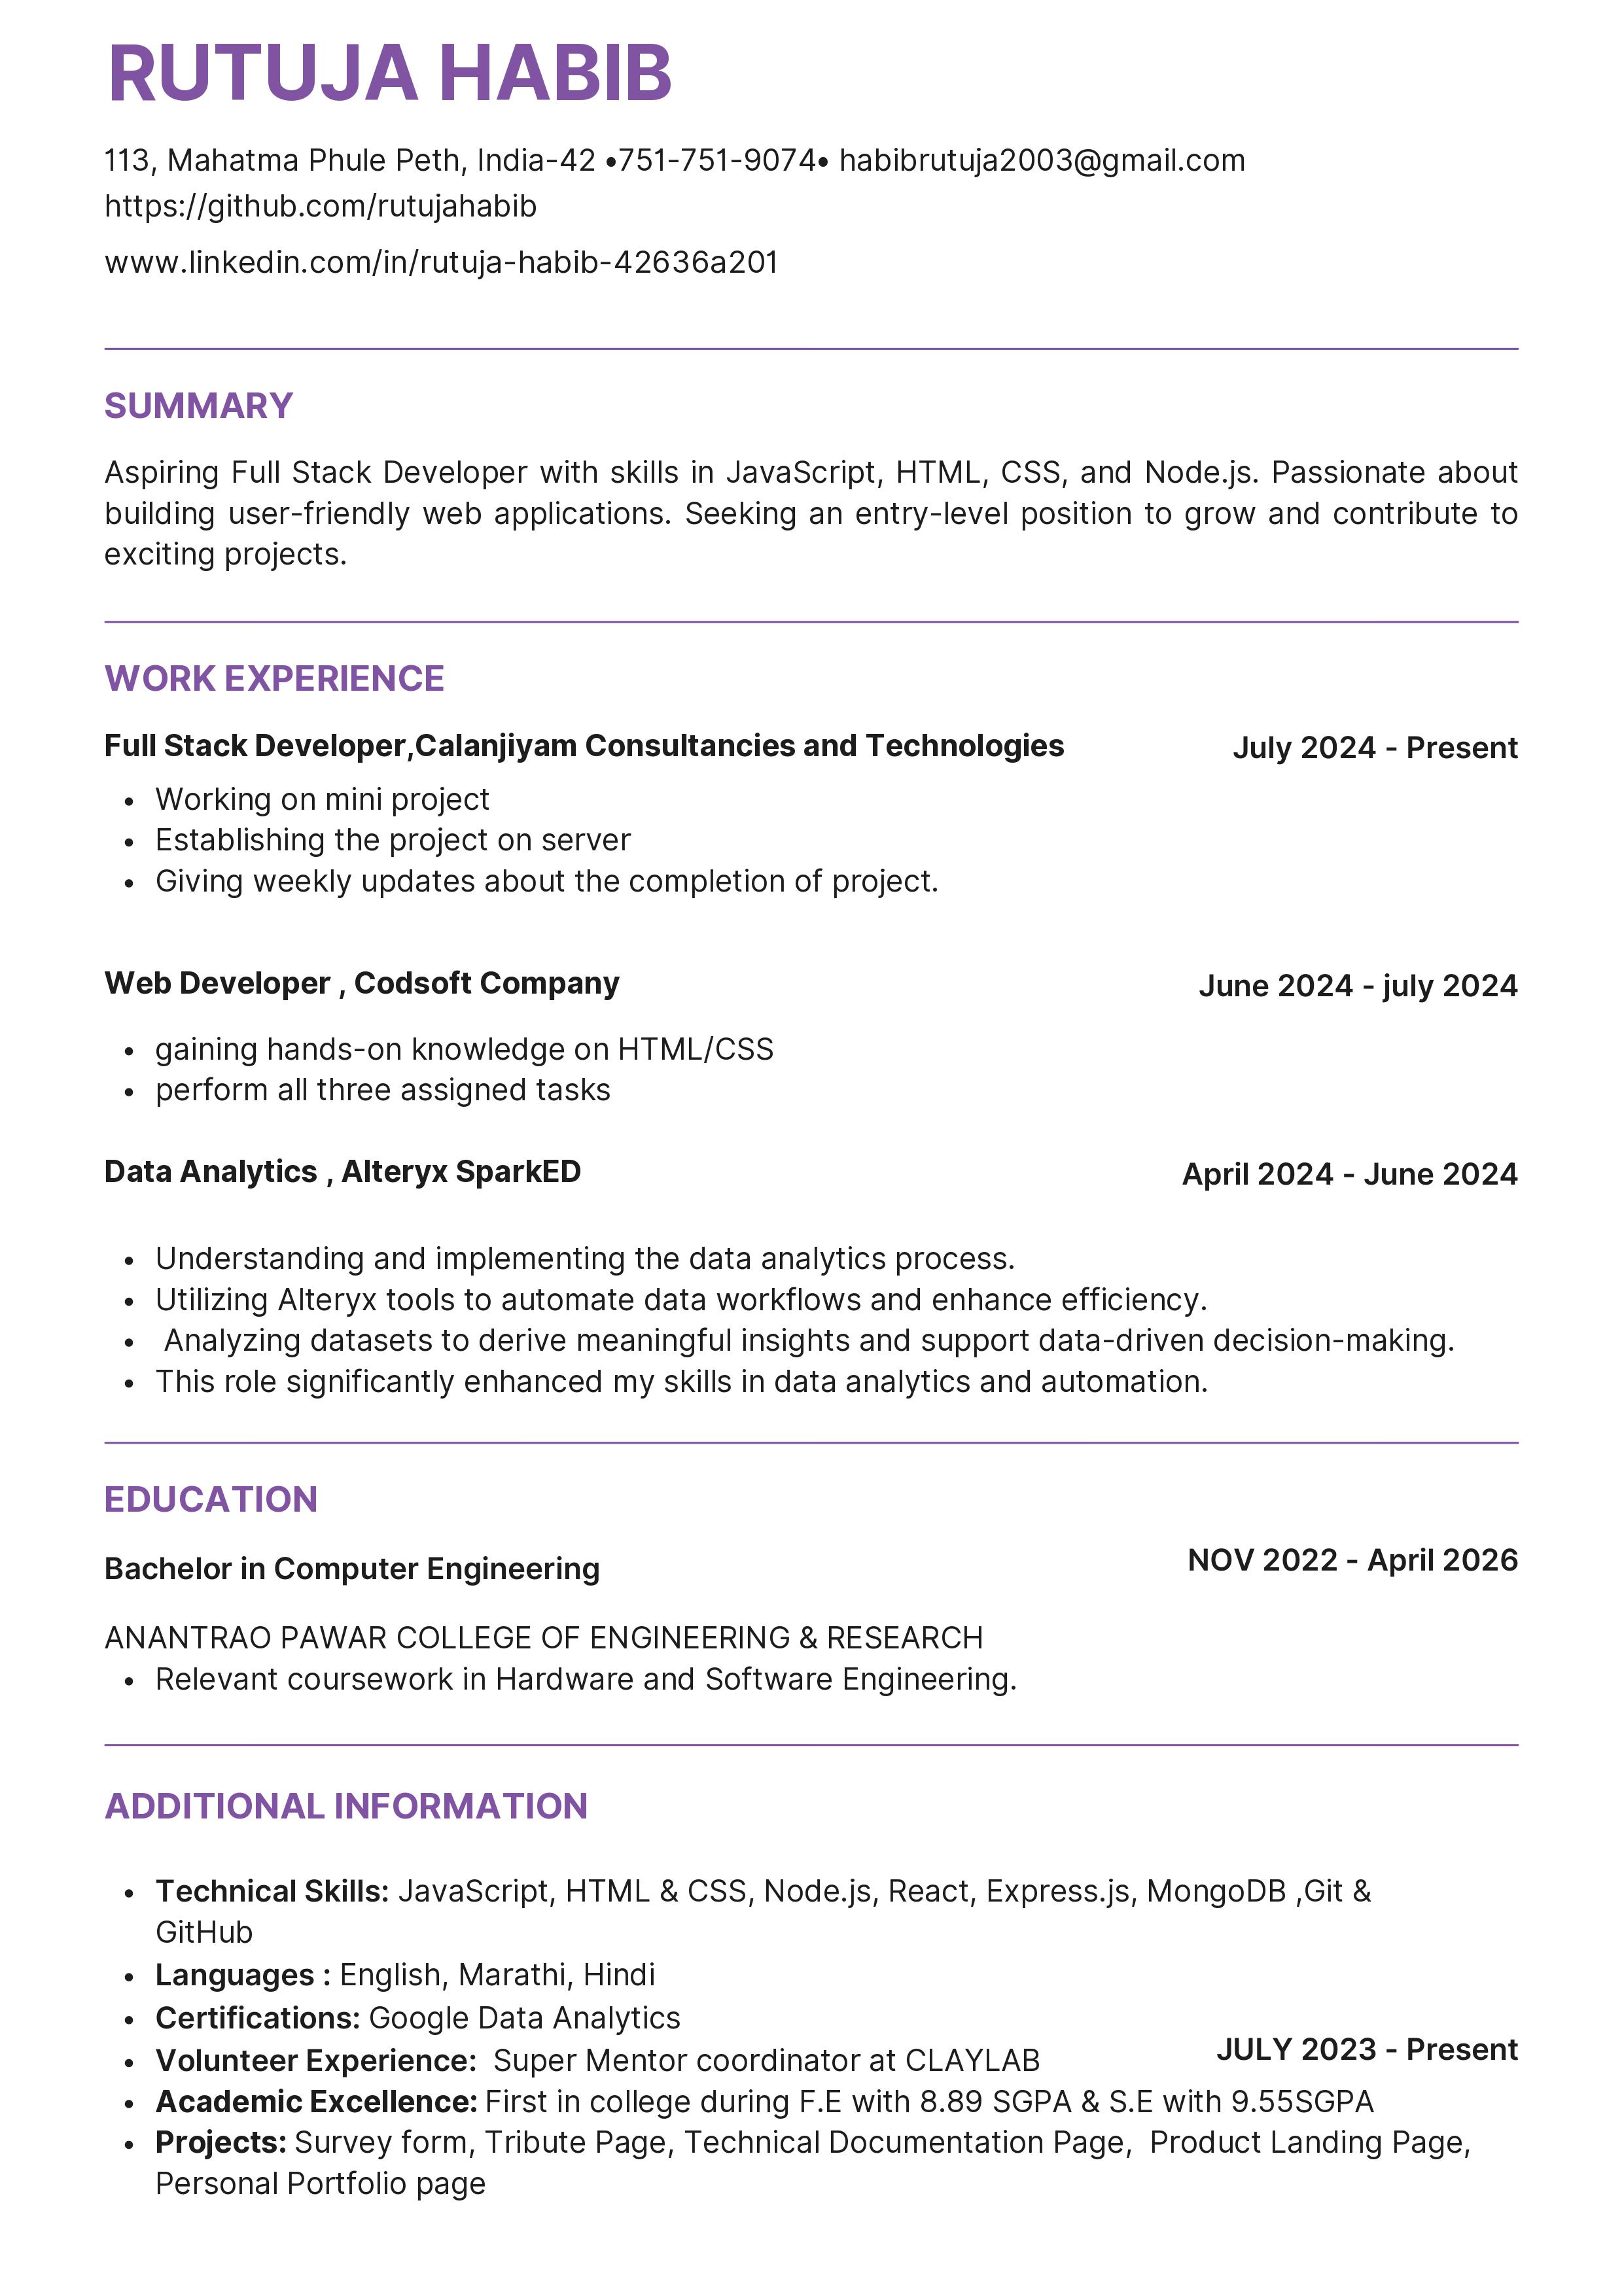 RUTUJA HABIB
113, Mahatma Phule Peth, India-42 •751-751-9074• habibrutuja2003@gmail.com
https://github.com/rutujahabib
www.linkedin.com/in/rutuja-habib-42636a201
SUMMARY
Aspiring Full Stack Developer with skills in JavaScript, HTML, CSS, and Node.js. Passionate about
building user-friendly web applications. Seeking an entry-level position to grow and contribute to
exciting projects.
WORK EXPERIENCE
Full Stack Developer,Calanjiyam Consultancies and Technologies July 2024 - Present
• Working on mini project
• Establishing the project on server
• Giving weekly updates about the completion of project.
Web Developer , Codsoft Company June 2024 - july 2024
• gaining hands-on knowledge on HTML/CSS
• perform all three assigned tasks
Data Analytics , Alteryx SparkED April 2024 - June 2024
• Understanding and implementing the data analytics process.
• Utilizing Alteryx tools to automate data workflows and enhance efficiency.
• Analyzing datasets to derive meaningful insights and support data-driven decision-making.
• This role significantly enhanced my skills in data analytics and automation.
EDUCATION
Bachelor in Computer Engineering NOV 2022 - April 2026
ANANTRAO PAWAR COLLEGE OF ENGINEERING & RESEARCH
• Relevant coursework in Hardware and Software Engineering.
ADDITIONAL INFORMATION
• Technical Skills: JavaScript, HTML & CSS, Node.js, React, Express.js, MongoDB ,Git &
GitHub
• Languages : English, Marathi, Hindi
• Certifications: Google Data Analytics
• Volunteer Experience: Super Mentor coordinator at CLAYLAB JULY 2023 - Present
• Academic Excellence: First in college during F.E with 8.89 SGPA & S.E with 9.55SGPA
• Projects: Survey form, Tribute Page, Technical Documentation Page, Product Landing Page,
Personal Portfolio page